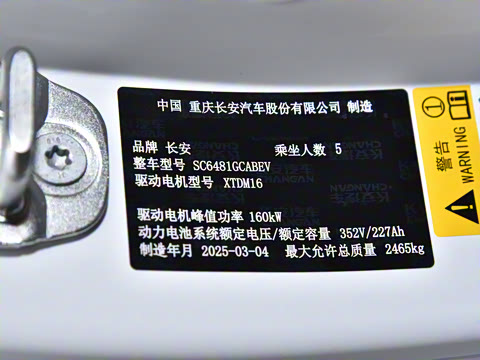 中国 重庆长安汽车股份有限公司 制造
品牌 长安 乘坐人数 5
整车型号 SC6481GCABEV
驱动电机型号 XTDM16
驱动电机峰值功率 160kW
动力电池系统额定电压/额定容量 352V/227Ah
制造年月 2025-03-04 最大允许总质量 2465kg
警告
WARNING